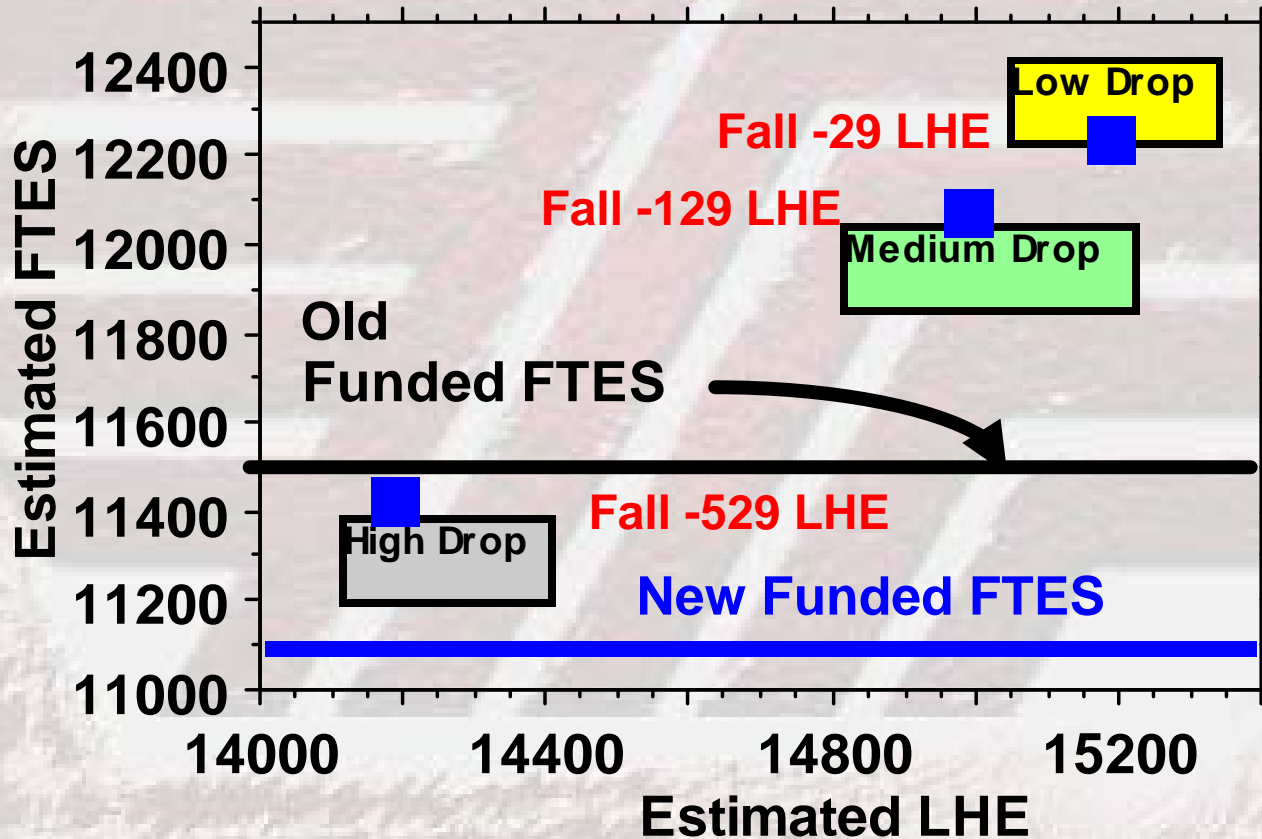 12400
12200
12000
11800
11600
11400
11200
11000
Estimated FTES
Low Drop
Fall -29 LHE
Fall -129 LHE
Medium Drop
Old
Funded FTES
Fall -529 LHE
High Drop
New Funded FTES
14000
14400
14800
15200
Estimated LHE